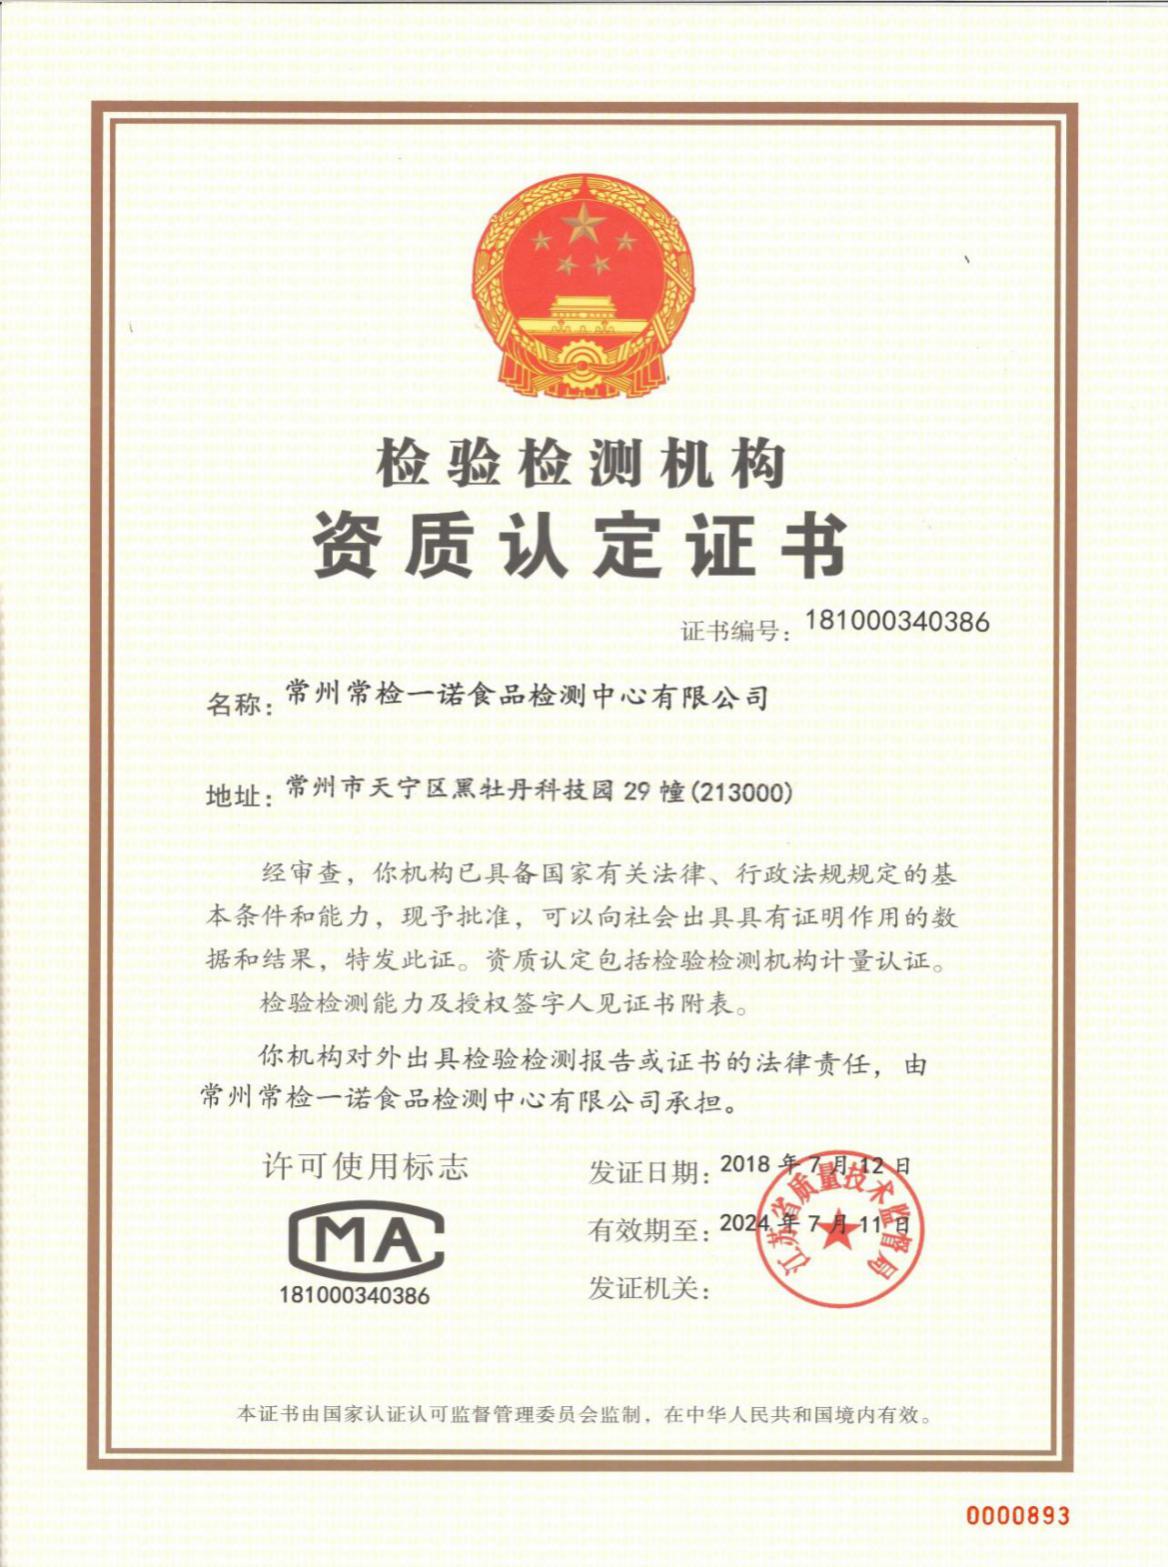 检验检测机构
资质认定证书
证书编号：181000340386
名称：常州常检一诺食品检测中心有限公司
地址：常州市天宁区黑牡丹科技园29幢(213000)
经审查，你机构已具备国家有关法律、行政法规规定的基
本条件和能力，现予批准，可以向社会出具具有证明作用的数
据和结果，特发此证。资质认定包括检验检测机构计量认证。
检验检测能力及授权签字人见证书附表。
你机构对外出具检验检测报告或证书的法律责任，由
常州常检一诺食品检测中心有限公司承担。
许可使用标志
MA
181000340386
发证日期：2018年7月12日
有效期至：2024年7月11日
发证机关：
江苏省质量技术监督局
本证书由国家认证认可监督管理委员会监制，在中华人民共和国境内有效。
0000893